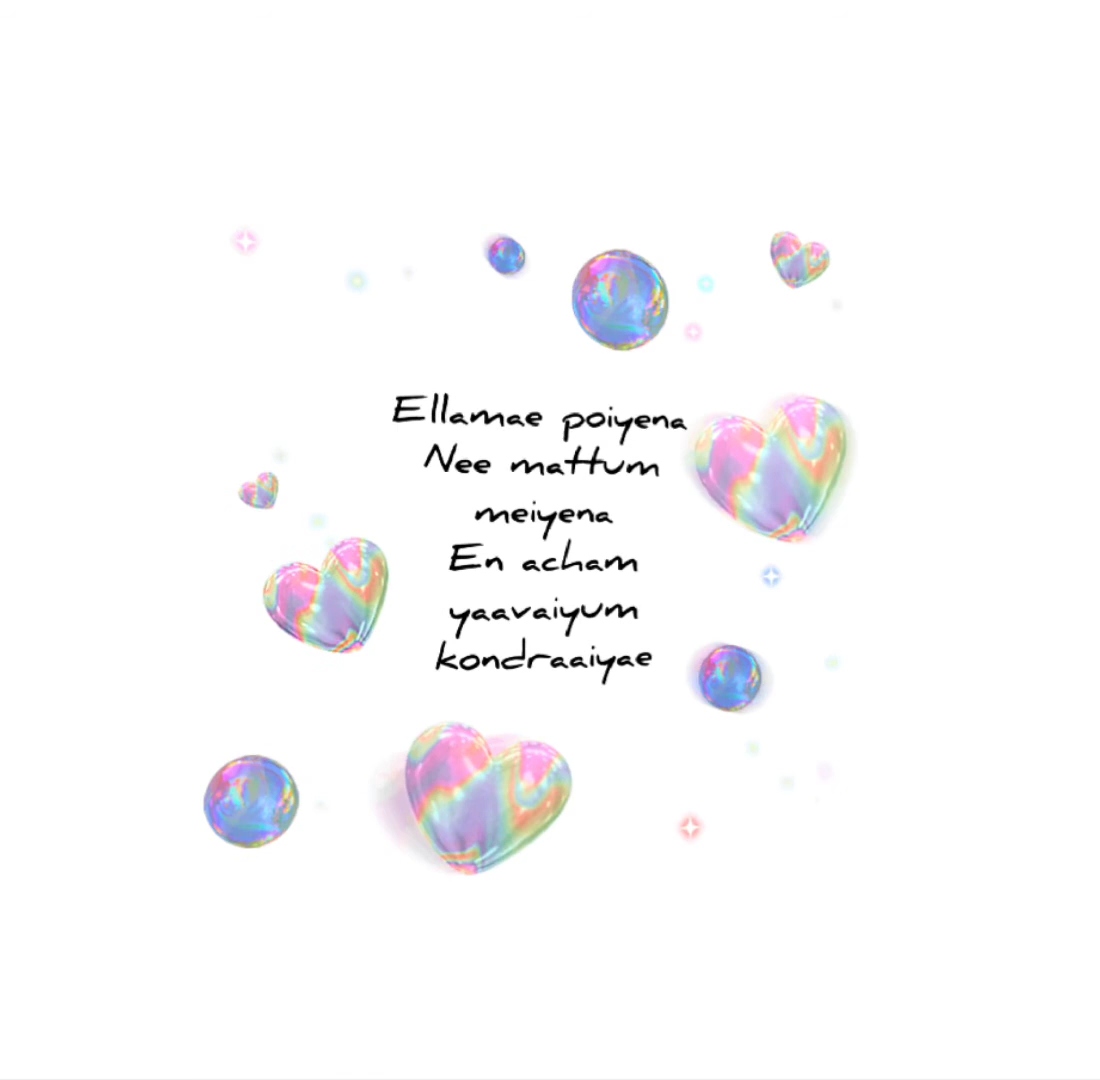 Ellamae poiyena
Nee mattum
meiyena
En acham
yaavaiyum
kondraaiyae